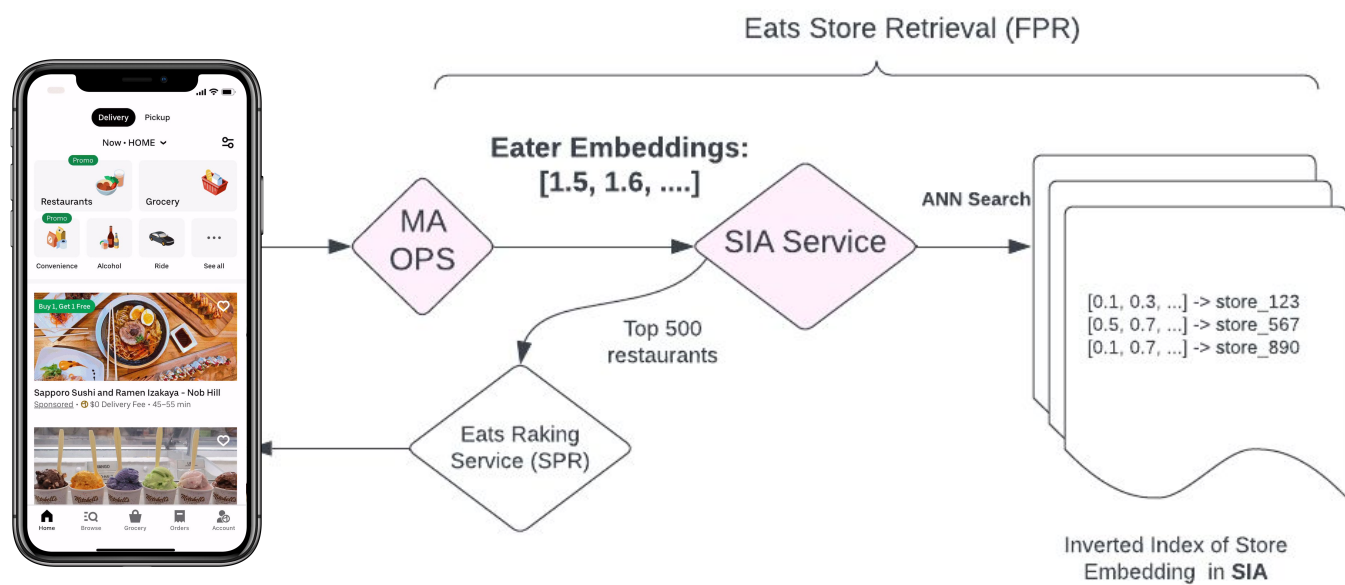 Eats Store Retrieval (FPR)
Delivery Pickup
Now • HOME
Promo
Restaurants
Grocery
Promo
Convenience
Alcohol
Ride
See all
Buy 1, Get 1 Free
Sapporo Sushi and Ramen Izakaya - Nob Hill
Sponsored • $0 Delivery Fee • 45–55 min
Mitchell's
Mitchell's
Mitchell's
Home
Browse
Grocery
Orders
Account
MA
OPS
Eater Embeddings:
[1.5, 1.6, ....]
SIA Service
Top 500
restaurants
Eats Raking
Service (SPR)
ANN Search
[0.1, 0.3, ...] -> store_123
[0.5, 0.7, ...] -> store_567
[0.1, 0.7, ...] -> store_890
Inverted Index of Store
Embedding in SIA